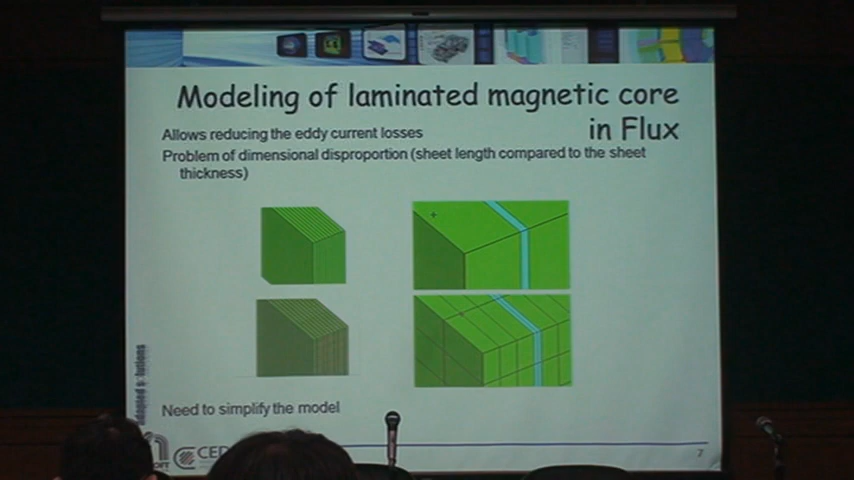 Modeling of laminated magnetic core
in Flux
Allows reducing the eddy current losses
Problem of dimensional disproportion (sheet length compared to the sheet
thickness)
Need to simplify the model
CED
7